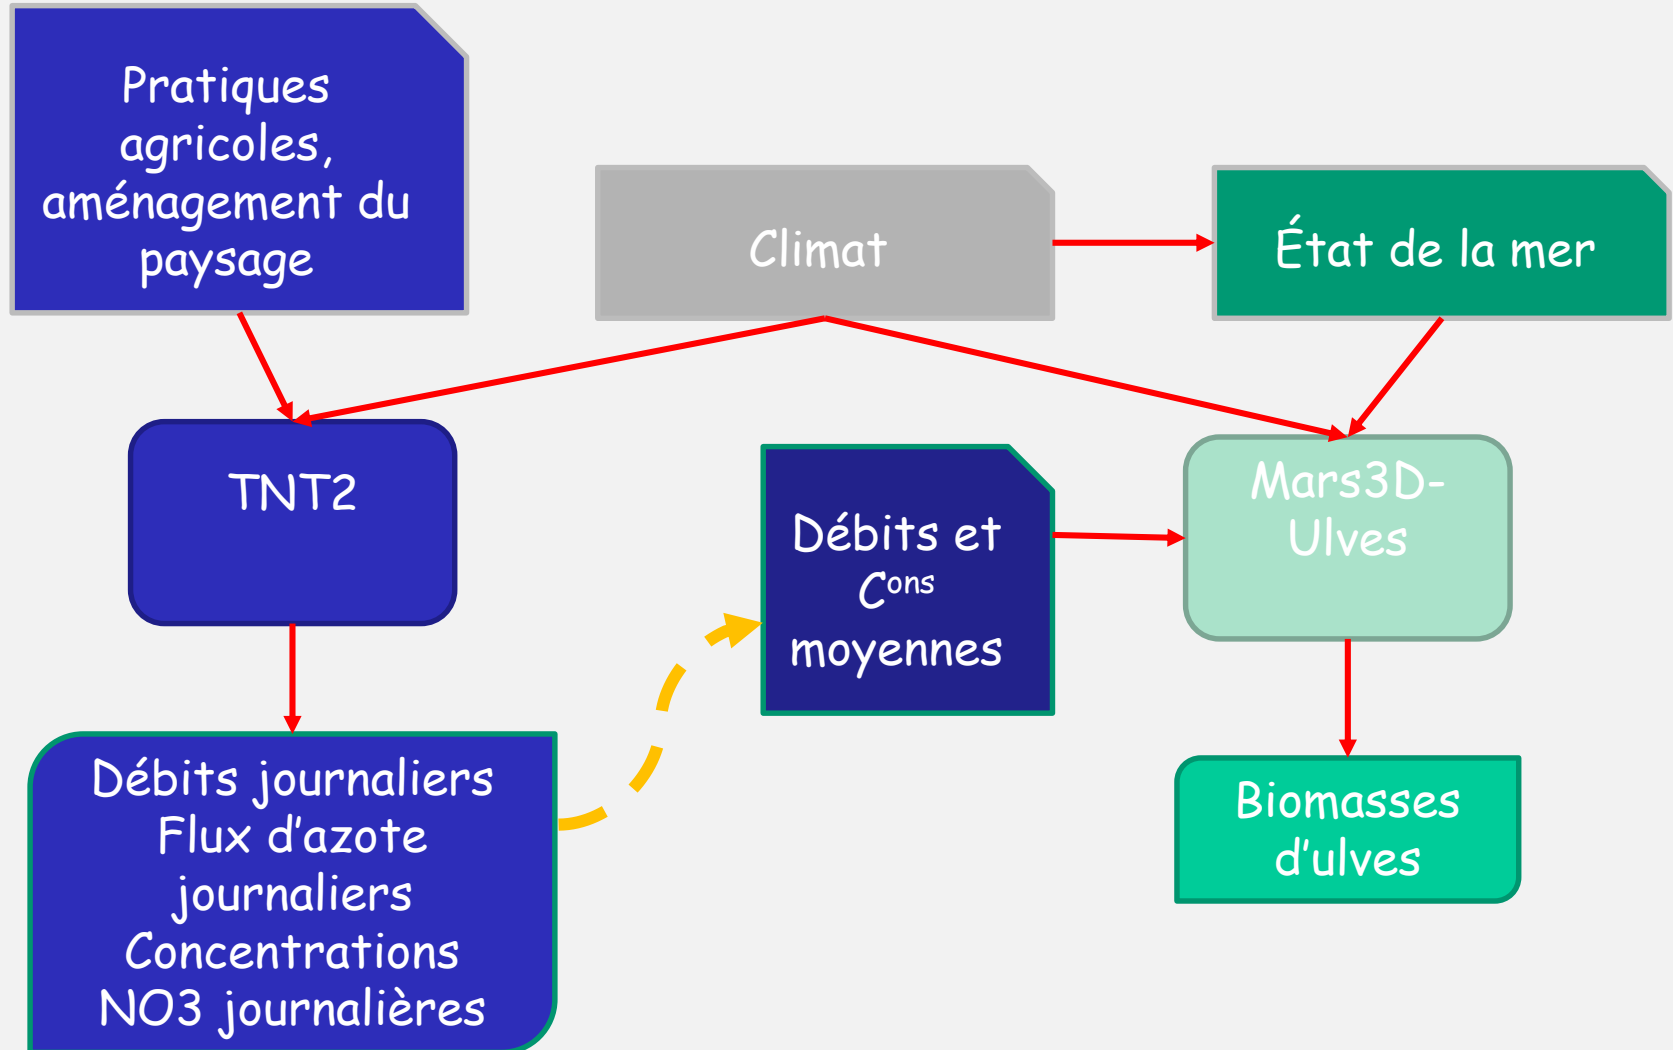 Pratiques
agricoles,
aménagement du
paysage
Climat
État de la mer
TNT2
Débits et
Cons
moyennes
Mars3D-
Ulves
Débits journaliers
Flux d'azote
journaliers
Concentrations
NO3 journalières
Biomasses
d'ulves